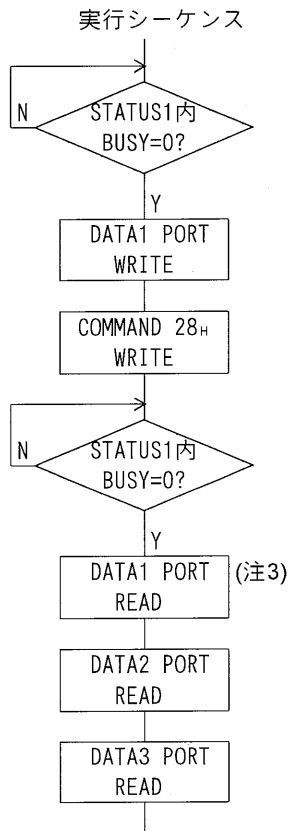 実行シーケンス
STATUS1内
BUSY=0?
N
Y
DATA1 PORT
WRITE
COMMAND 28H
WRITE
STATUS1内
BUSY=0?
N
Y
DATA1 PORT
READ
(注3)
DATA2 PORT
READ
DATA3 PORT
READ